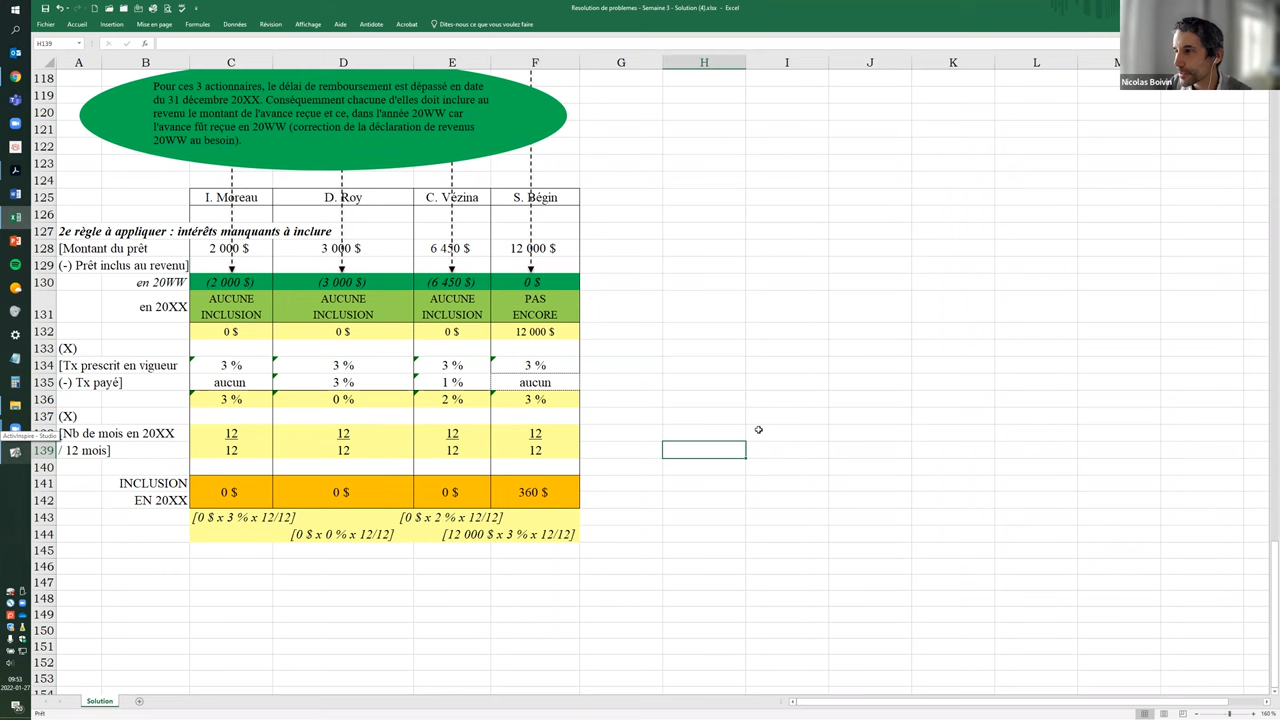 Resolution de problemes - Semaine 3 - Solution (4).xlsx - Excel
Fichier Accueil Insertion Mise en page Formules Données Révision Affichage Aide Antidote Acrobat Dites-nous ce que vous voulez faire
H139 fx
A B C D E F G H I J K L M
Nicolas Boivin
118
119
120
121
122
123
124
Pour ces 3 actionnaires, le délai de remboursement est dépassé en date
du 31 décembre 20XX. Conséquemment chacune d'elles doit inclure au
revenu le montant de l'avance reçue et ce, dans l'année 20WW car
l'avance fût reçue en 20WW (correction de la déclaration de revenus
20WW au besoin).
125 I. Moreau D. Roy C. Vézina S. Bégin
126
127 2e règle à appliquer : intérêts manquants à inclure
128 [Montant du prêt 2 000 $ 3 000 $ 6 450 $ 12 000 $
129 (-) Prêt inclus au revenu]
130 en 20WW (2 000 $) (3 000 $) (6 450 $) 0 $
131 en 20XX AUCUNE INCLUSION AUCUNE INCLUSION AUCUNE INCLUSION PAS ENCORE
132 0 $ 0 $ 0 $ 12 000 $
133 (X)
134 [Tx prescrit en vigueur 3 % 3 % 3 % 3 %
135 (-) Tx payé] aucun 3 % 1 % aucun
136 3 % 0 % 2 % 3 %
137 (X)
[Nb de mois en 20XX 12 12 12 12
ActivInspire - Studio
139 / 12 mois] 12 12 12 12
140
141 INCLUSION
142 EN 20XX 0 $ 0 $ 0 $ 360 $
143 [0 $ x 3 % x 12/12] [0 $ x 2 % x 12/12]
144 [0 $ x 0 % x 12/12] [12 000 $ x 3 % x 12/12]
145
146
147
148
149
150
151
152
153
09:53
2022-01-27
Solution
Prêt
160 %